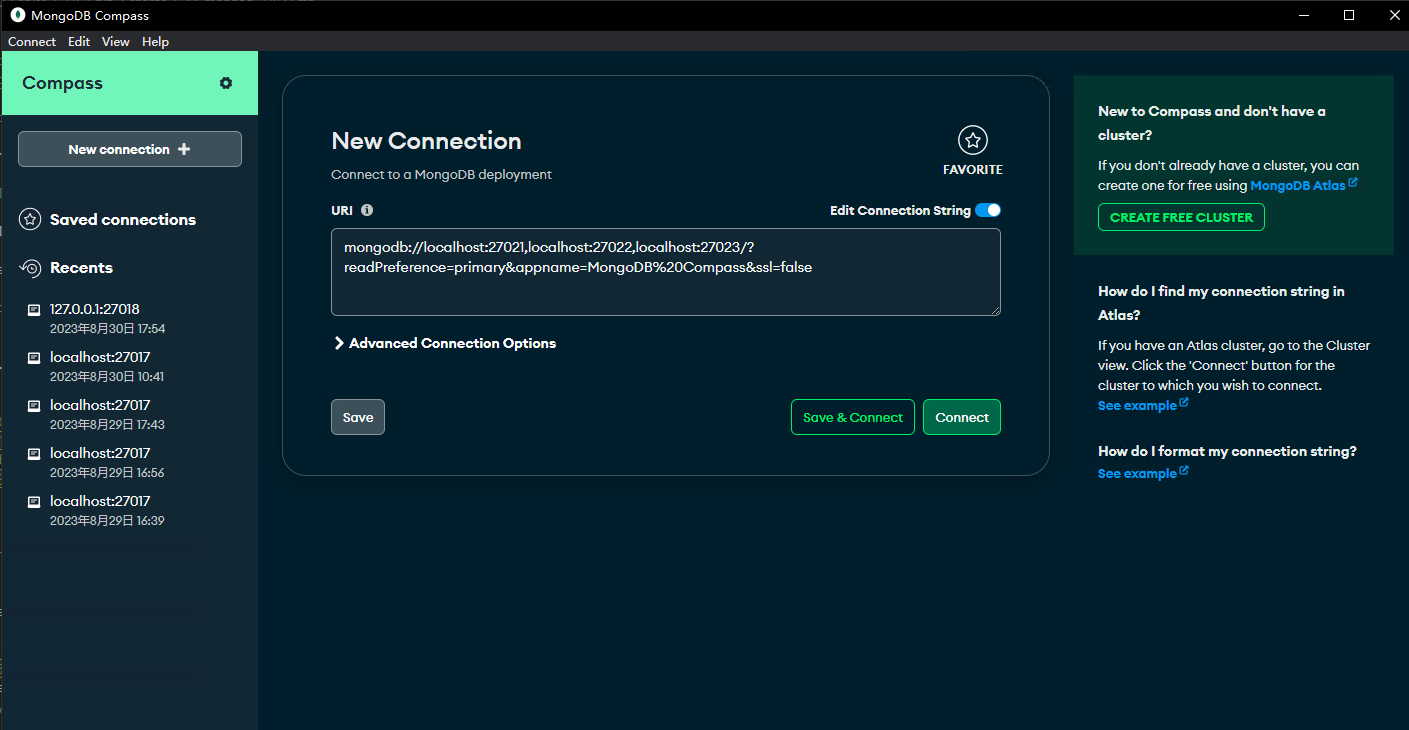 MongoDB Compass
Connect Edit View Help
Compass
New connection
Saved connections
Recents
127.0.0.1:27018
2023年8月30日 17:54
localhost:27017
2023年8月30日 10:41
localhost:27017
2023年8月29日 17:43
localhost:27017
2023年8月29日 16:56
localhost:27017
2023年8月29日 16:39
New Connection
Connect to a MongoDB deployment
FAVORITE
URI
Edit Connection String
mongodb://localhost:27021,localhost:27022,localhost:27023/?
readPreference=primary&appname=MongoDB%20Compass&ssl=false
Advanced Connection Options
Save
Save & Connect
Connect
New to Compass and don't have a
cluster?
If you don't already have a cluster, you can
create one for free using MongoDB Atlas
CREATE FREE CLUSTER
How do I find my connection string in
Atlas?
If you have an Atlas cluster, go to the Cluster
view. Click the 'Connect' button for the
cluster to which you wish to connect.
See example
How do I format my connection string?
See example